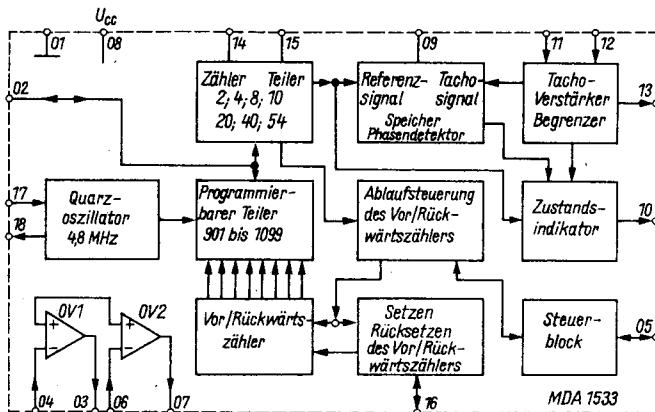 U_CC
01
08
14
15
09
11
12
02
Zähler Teiler
2; 4; 8; 10
20; 40; 54
Referenz- Tacho-
signal signal
Speicher
Phasendetektor
Tacho-
Verstärker
Begrenzer
13
17
18
Quarz-
oszillator
4,8 MHz
Programmier-
barer Teiler
901 bis 1099
Ablaufsteuerung
des Vor/Rück-
wärtszählers
Zustands-
indikator
10
OV1
OV2
+
-
+
-
Vor/Rückwärts-
zähler
Setzen
Rücksetzen
des Vor/Rück-
wärtszählers
Steuer-
block
05
04
03
06
07
16
MDA 1533